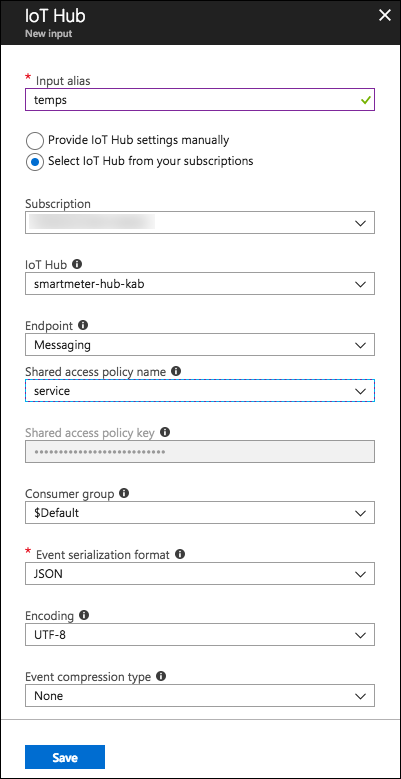 IoT Hub
New input
* Input alias
temps
Provide IoT Hub settings manually
Select IoT Hub from your subscriptions
Subscription
IoT Hub
smartmeter-hub-kab
Endpoint
Messaging
Shared access policy name
service
Shared access policy key
••••••••••••••••••••••••••••
Consumer group
$Default
* Event serialization format
JSON
Encoding
UTF-8
Event compression type
None
Save